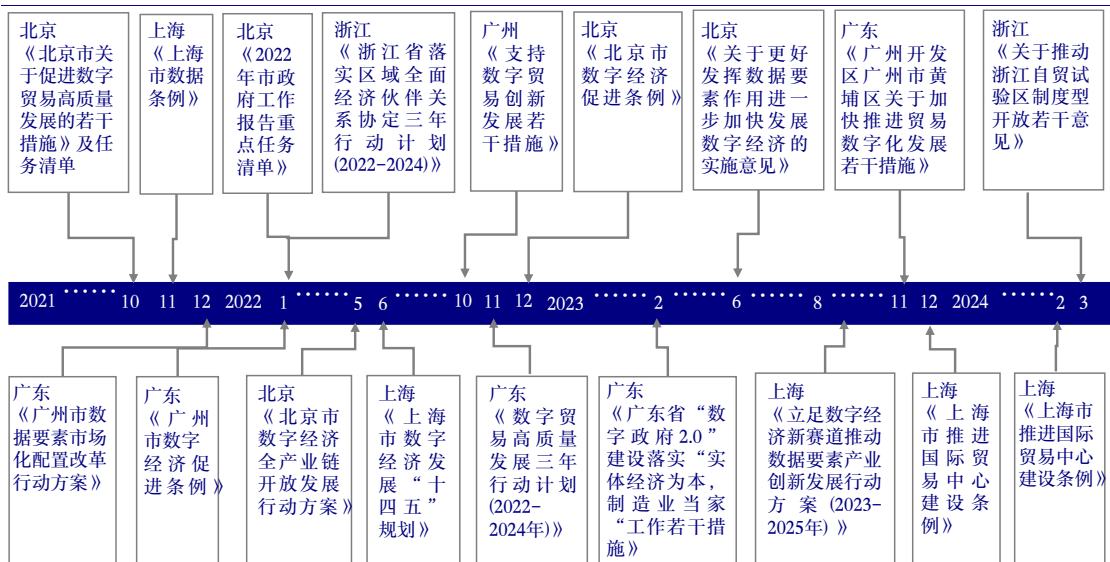 北京
《北京市关
于促进数字
贸易高质量
发展的若干
措施》及任
务清单
上海
《上海
市数据
条例》
北京
《2022
年市政
府工作
报告重
点任务
清单》
浙江
《浙江省落
实区域全面
经济伙伴关
系协定三年
行动计划
(2022-2024)》
广州
《支持
数字贸
易创新
发展若
干措施》
北京
《北京市
数字经济
促进条例》
北京
《关于更好
发挥数据要
素作用进一
步加快发展
数字经济的
实施意见》
广东
《广州开发
区广州市黄
埔区关于加
快推进贸易
数字化发展
若干措施》
浙江
《关于推动
浙江自贸试
验区制度型
开放若干意
见》
2021 ······ 10 11 12 2022 1 ······ 5 6 ······ 10 11 12 2023 ······ 2 ······ 6 ······ 8 ······ 11 12 2024 ······ 2 3
广东
《广州市数
据要素市场
化配置改革
行动方案》
广东
《广州
市数字
经济促
进条例》
北京
《北京市
数字经济
全产业链
开放发展
行动方案》
上海
《上海
市数字
经济发
展“十
四五”
规划》
广东
《数字贸
易高质量
发展三年
行动计划
(2022-
2024年)》
广东
《广东省“数
字政府2.0”
建设落实“实
体经济为本，
制造业当家
“工作若干措
施》
上海
《立足数字经
济新赛道推动
数据要素产业
创新发展行动
方案(2023-
2025年) 》
上海
《上海
市推进
国际贸
易中心
建设条
例》
上海
《上海市
推进国际
贸易中心
建设条例》